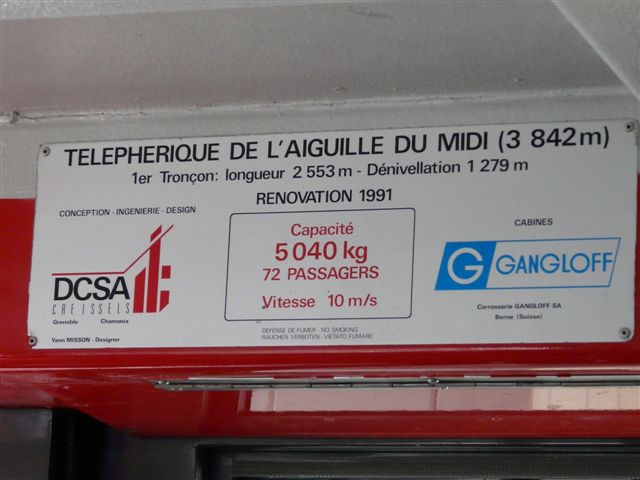 TELEPHERIQUE DE L'AIGUILLE DU MIDI (3 842m)
1er Tronçon: longueur 2 553 m - Dénivellation 1 279 m
RENOVATION 1991
CONCEPTION - INGENIERIE - DESIGN
DCSA
CREISSELS
Grenoble Chamonix
Yann MISSON - Designer
Capacité
5040 kg
72 PASSAGERS
Vitesse 10 m/s
DEFENSE DE FUMER - NO SMOKING
RAUCHEN VERBOTEN - VIETATO FUMARE
CABINES
G GANGLOFF
Carrosserie GANGLOFF SA
Berne (Suisse)